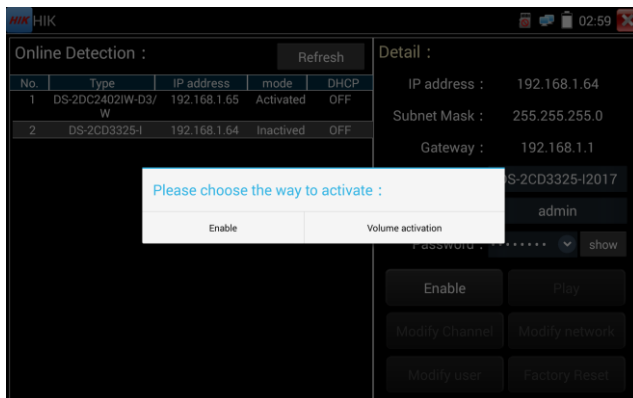 HIK HIK 02:59
Online Detection : Refresh
No. Type IP address mode DHCP
1 DS-2DC2402IW-D3/W 192.168.1.65 Activated OFF
2 DS-2CD3325-I 192.168.1.64 Inactived OFF
Please choose the way to activate :
Enable Volume activation
Detail :
IP address : 192.168.1.64
Subnet Mask : 255.255.255.0
Gateway : 192.168.1.1
DS-2CD3325-I2017
admin
Password : show
Enable Play
Modify Channel Modify network
Modify user Factory Reset